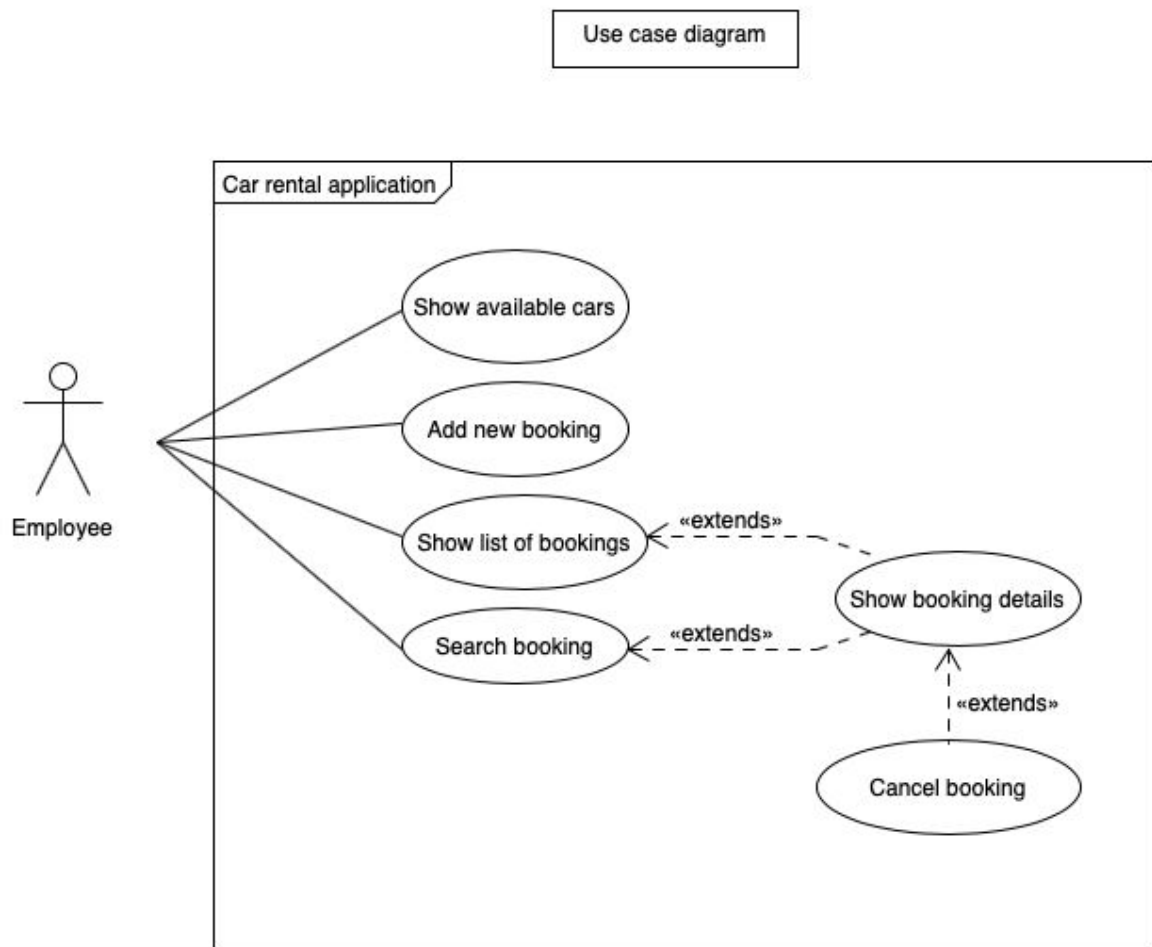 Use case diagram
Car rental application
Show available cars
Add new booking
Employee
Show list of bookings
«extends»
Show booking details
Search booking
«extends»
«extends»
Cancel booking